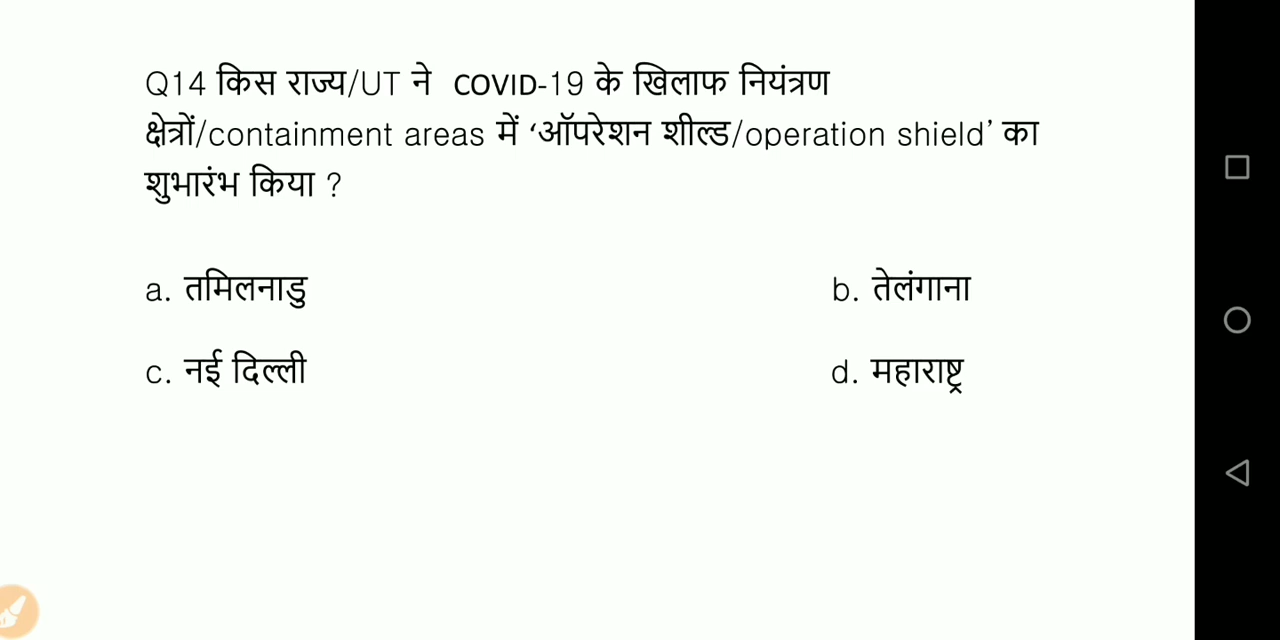 Q14 किस राज्य/UT ने COVID-19 के खिलाफ नियंत्रण
क्षेत्रों/containment areas में ‘ऑपरेशन शील्ड/operation shield’ का
शुभारंभ किया ?
a. तमिलनाडु b. तेलंगाना
c. नई दिल्ली d. महाराष्ट्र